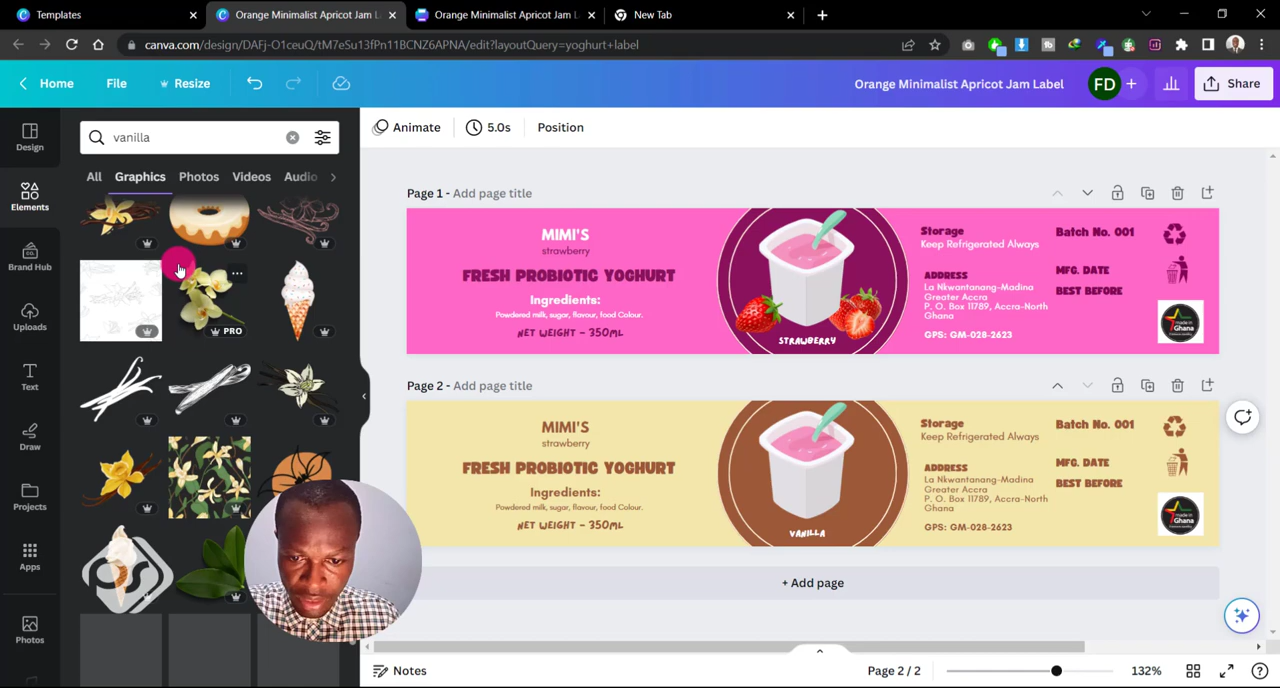 Templates
Orange Minimalist Apricot Jam L
Orange Minimalist Apricot Jam L
New Tab
canva.com/design/DAFj-O1ceuQ/tM7eSu13fPn11BCNZ6APNA/edit?layoutQuery=yoghurt+label
Home
File
Resize
Orange Minimalist Apricot Jam Label
FD
Share
Design
Elements
Brand Hub
Uploads
Text
Draw
Projects
Apps
Photos
vanilla
All
Graphics
Photos
Videos
Audio
PRO
Animate
5.0s
Position
Page 1 - Add page title
MIMI'S
strawberry
FRESH PROBIOTIC YOGHURT
Ingredients:
Powdered milk, sugar, flavour, food Colour.
NET WEIGHT - 350ML
STRAWBERRY
Storage
Keep Refrigerated Always
ADDRESS
La Nkwantanang-Madina
Greater Accra
P. O. Box 11789, Accra-North
Ghana
GPS: GM-028-2623
Batch No. 001
MFG. DATE
BEST BEFORE
made in
Ghana
Page 2 - Add page title
MIMI'S
strawberry
FRESH PROBIOTIC YOGHURT
Ingredients:
Powdered milk, sugar, flavour, food Colour.
NET WEIGHT - 350ML
VANILLA
Storage
Keep Refrigerated Always
ADDRESS
La Nkwantanang-Madina
Greater Accra
P. O. Box 11789, Accra-North
Ghana
GPS: GM-028-2623
Batch No. 001
MFG. DATE
BEST BEFORE
made in
Ghana
+ Add page
Notes
Page 2 / 2
132%